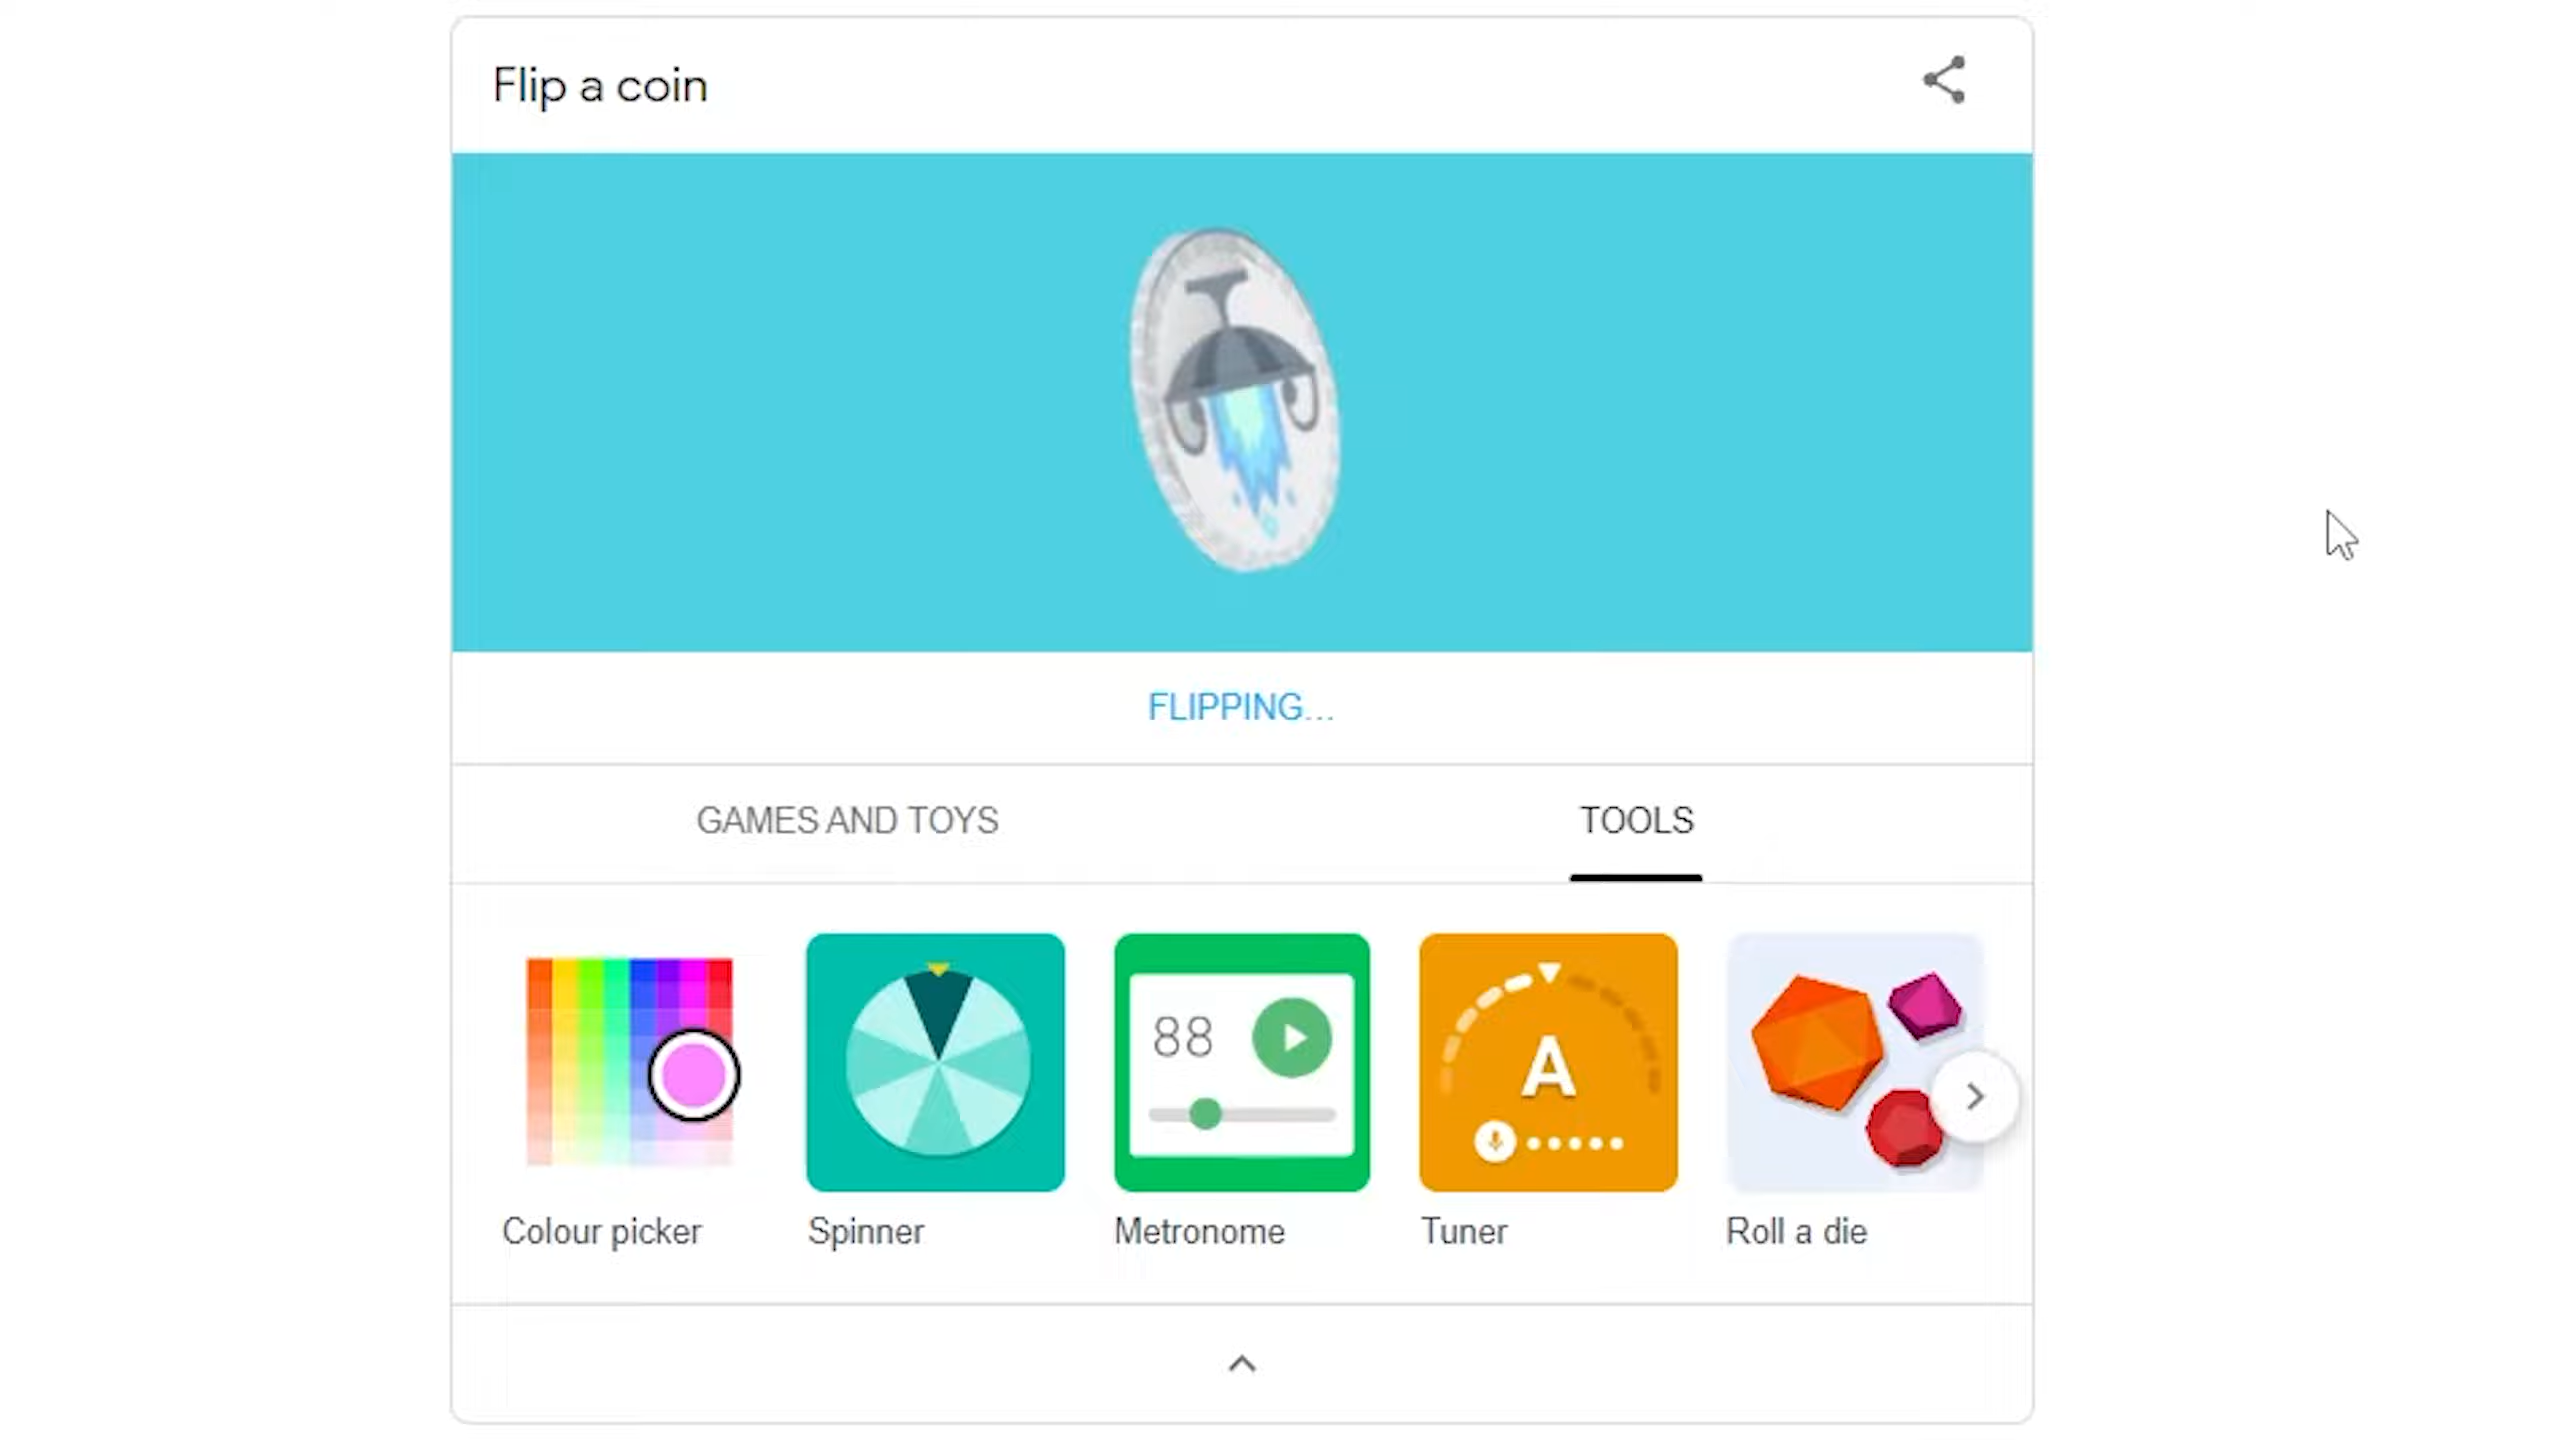 Flip a coin
FLIPPING...
GAMES AND TOYS
TOOLS
88
A
Colour picker
Spinner
Metronome
Tuner
Roll a die